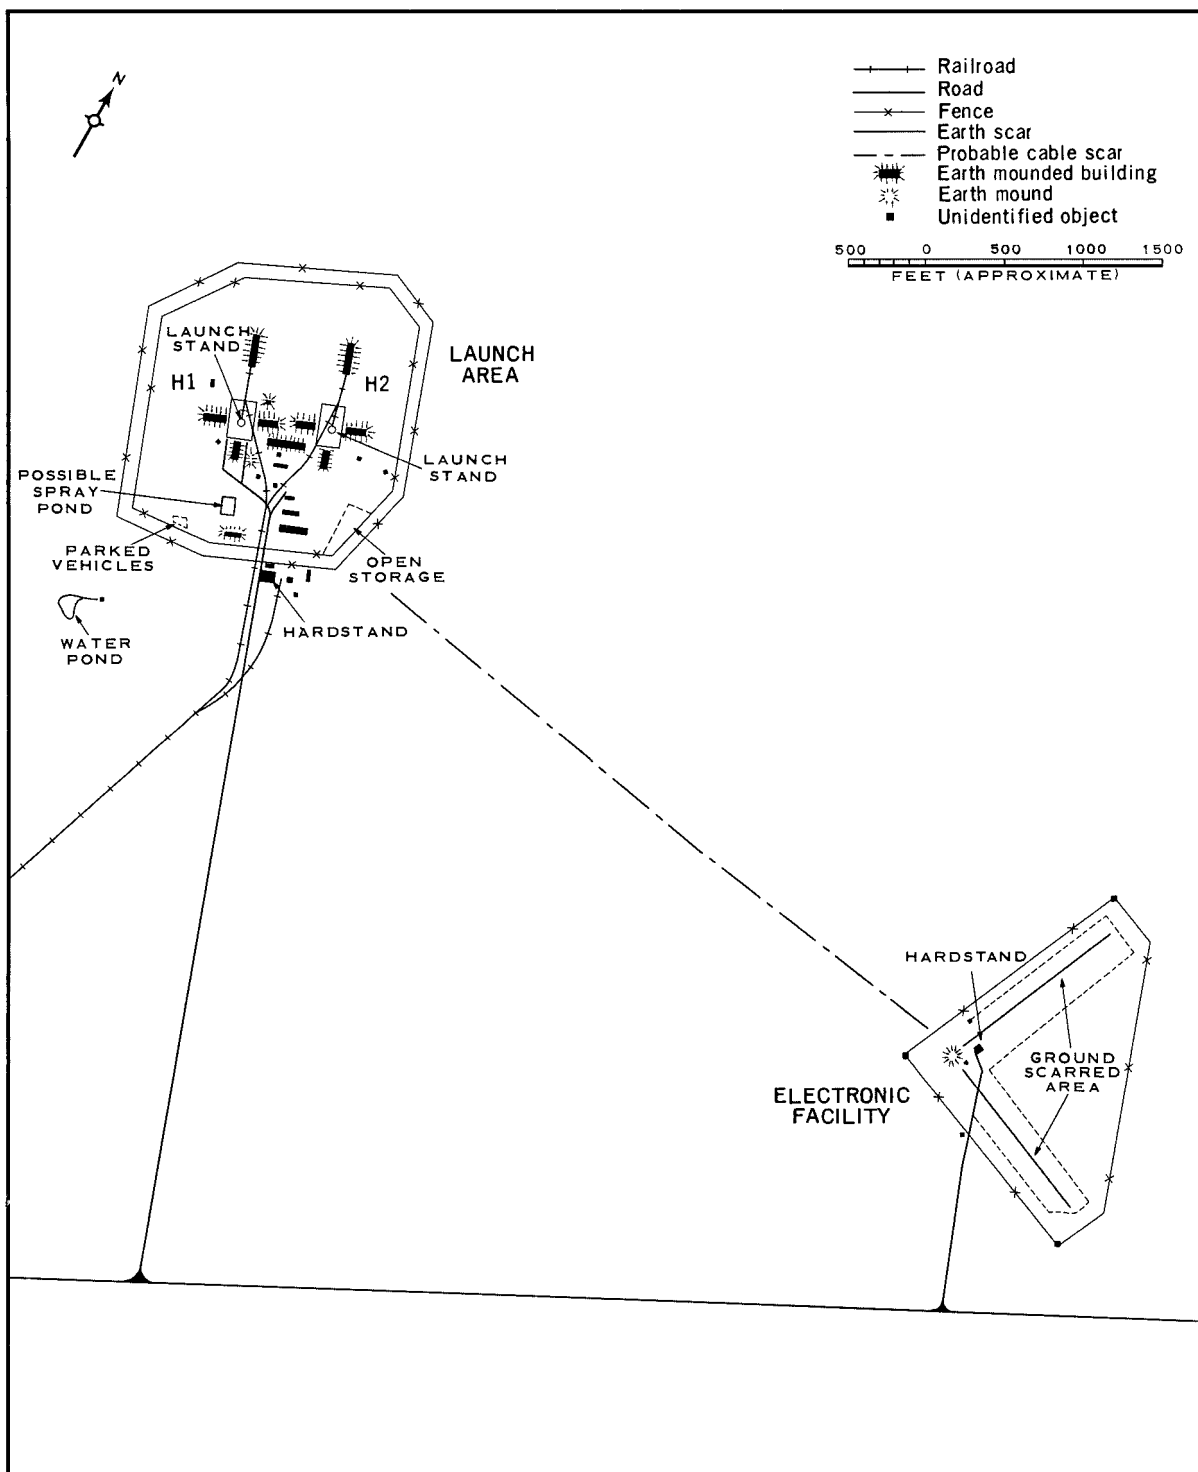 N
Railroad
Road
Fence
Earth scar
Probable cable scar
Earth mounded building
Earth mound
Unidentified object
500 0 500 1000 1500
FEET (APPROXIMATE)
LAUNCH
STAND
LAUNCH
AREA
H1
H2
LAUNCH
STAND
POSSIBLE
SPRAY
POND
PARKED
VEHICLES
OPEN
STORAGE
HARDSTAND
WATER
POND
HARDSTAND
GROUND
SCARRED
AREA
ELECTRONIC
FACILITY